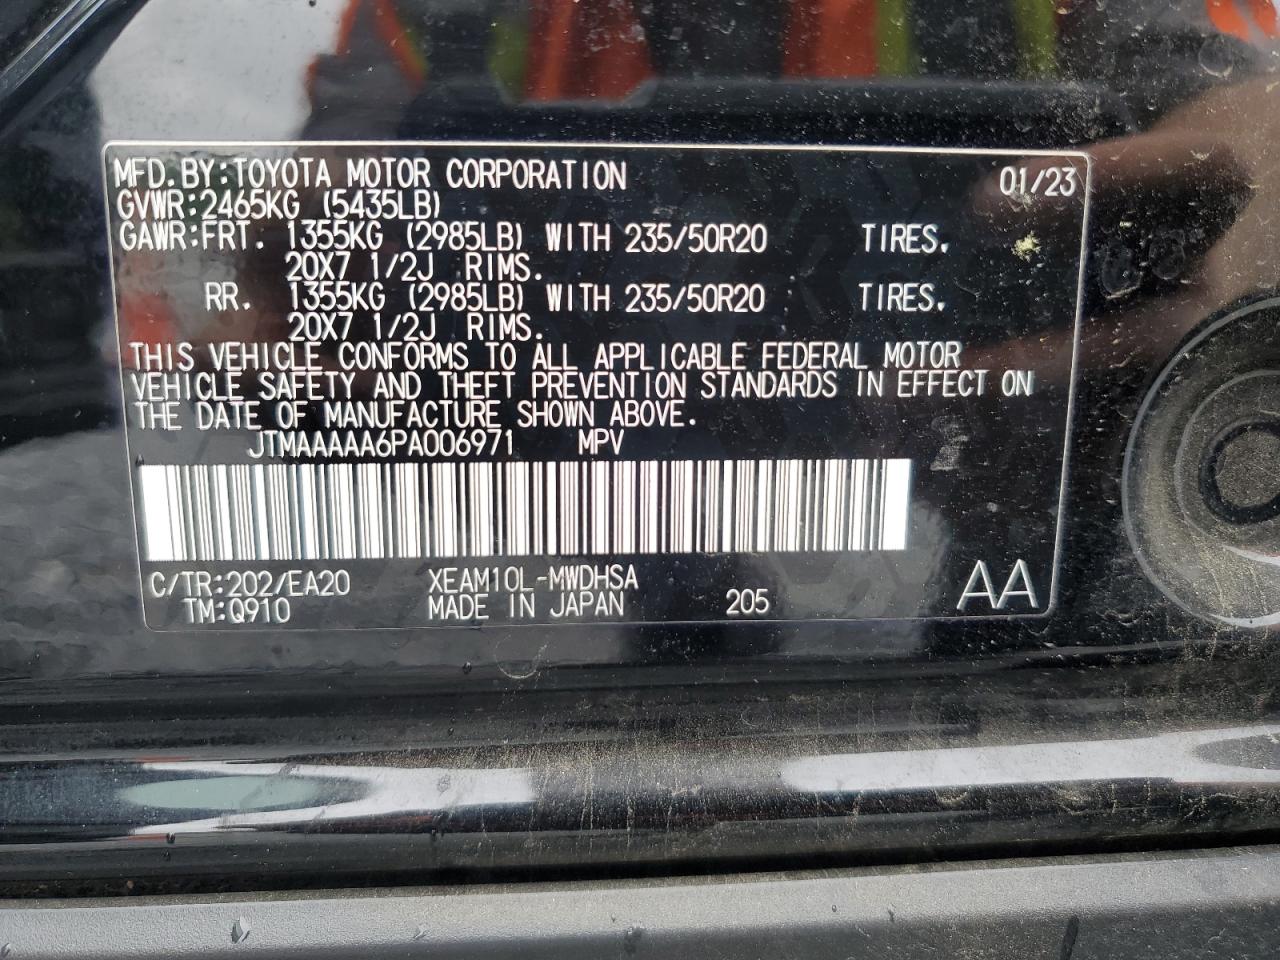 MFD.BY:TOYOTA MOTOR CORPORATION 01/23
GVWR:2465KG (5435LB)
GAWR:FRT. 1355KG (2985LB) WITH 235/50R20 TIRES.
20X7 1/2J RIMS.
RR. 1355KG (2985LB) WITH 235/50R20 TIRES.
20X7 1/2J RIMS.
THIS VEHICLE CONFORMS TO ALL APPLICABLE FEDERAL MOTOR
VEHICLE SAFETY AND THEFT PREVENTION STANDARDS IN EFFECT ON
THE DATE OF MANUFACTURE SHOWN ABOVE.
JTMAAAAA6PA006971 MPV
C/TR:202/EA20 XEAM10L-MWDHSA
TM:Q910 MADE IN JAPAN 205 AA